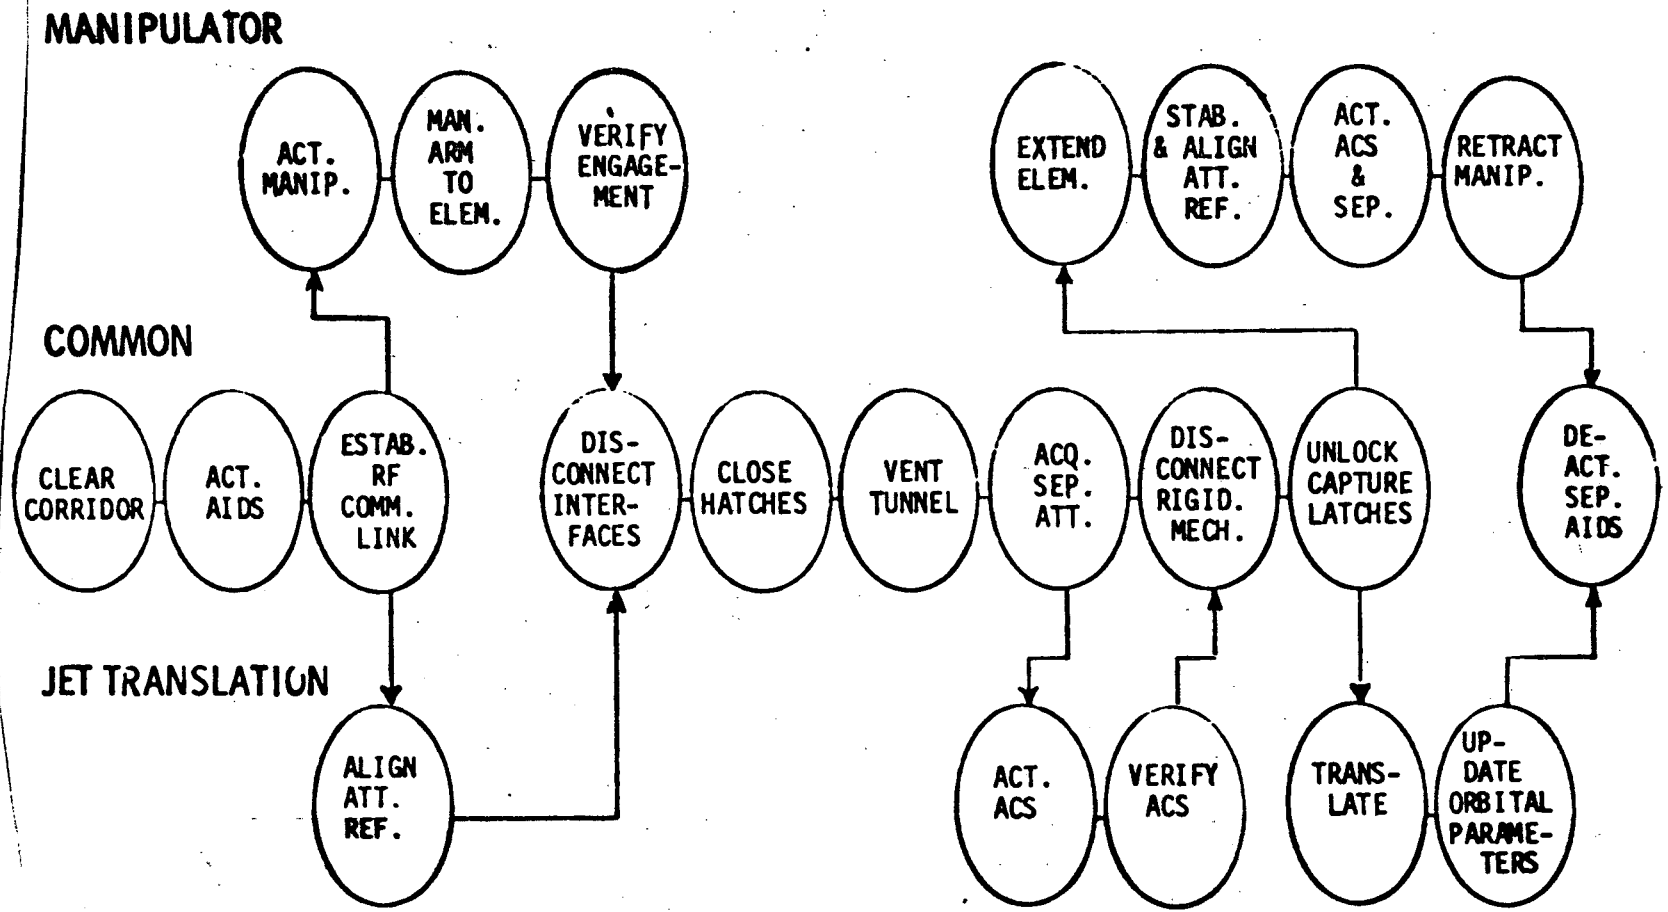 MANIPULATOR
ACT.
MANIP.
MAN.
ARM
TO
ELEM.
VERIFY
ENGAGE-
MENT
EXTEND
ELEM.
STAB.
& ALIGN
ATT.
REF.
ACT.
ACS
&
SEP.
RETRACT
MANIP.
COMMON
CLEAR
CORRIDOR
ACT.
AIDS
ESTAB.
RF
COMM.
LINK
DIS-
CONNECT
INTER-
FACES
CLOSE
HATCHES
VENT
TUNNEL
ACQ.
SEP.
ATT.
DIS-
CONNECT
RIGID.
MECH.
UNLOCK
CAPTURE
LATCHES
DE-
ACT.
SEP.
AIDS
JET TRANSLATION
ALIGN
ATT.
REF.
ACT.
ACS
VERIFY
ACS
TRANS-
LATE
UP-
DATE
ORBITAL
PARAME-
TERS